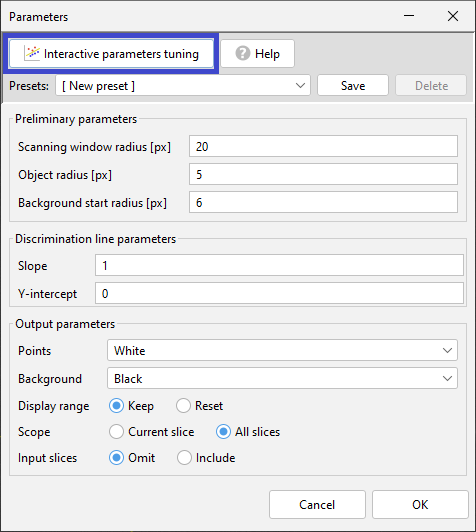 Parameters
Interactive parameters tuning Help
Presets: [ New preset ] Save Delete
Preliminary parameters
Scanning window radius [px] 20
Object radius [px] 5
Background start radius [px] 6
Discrimination line parameters
Slope 1
Y-intercept 0
Output parameters
Points White
Background Black
Display range Keep Reset
Scope Current slice All slices
Input slices Omit Include
Cancel OK